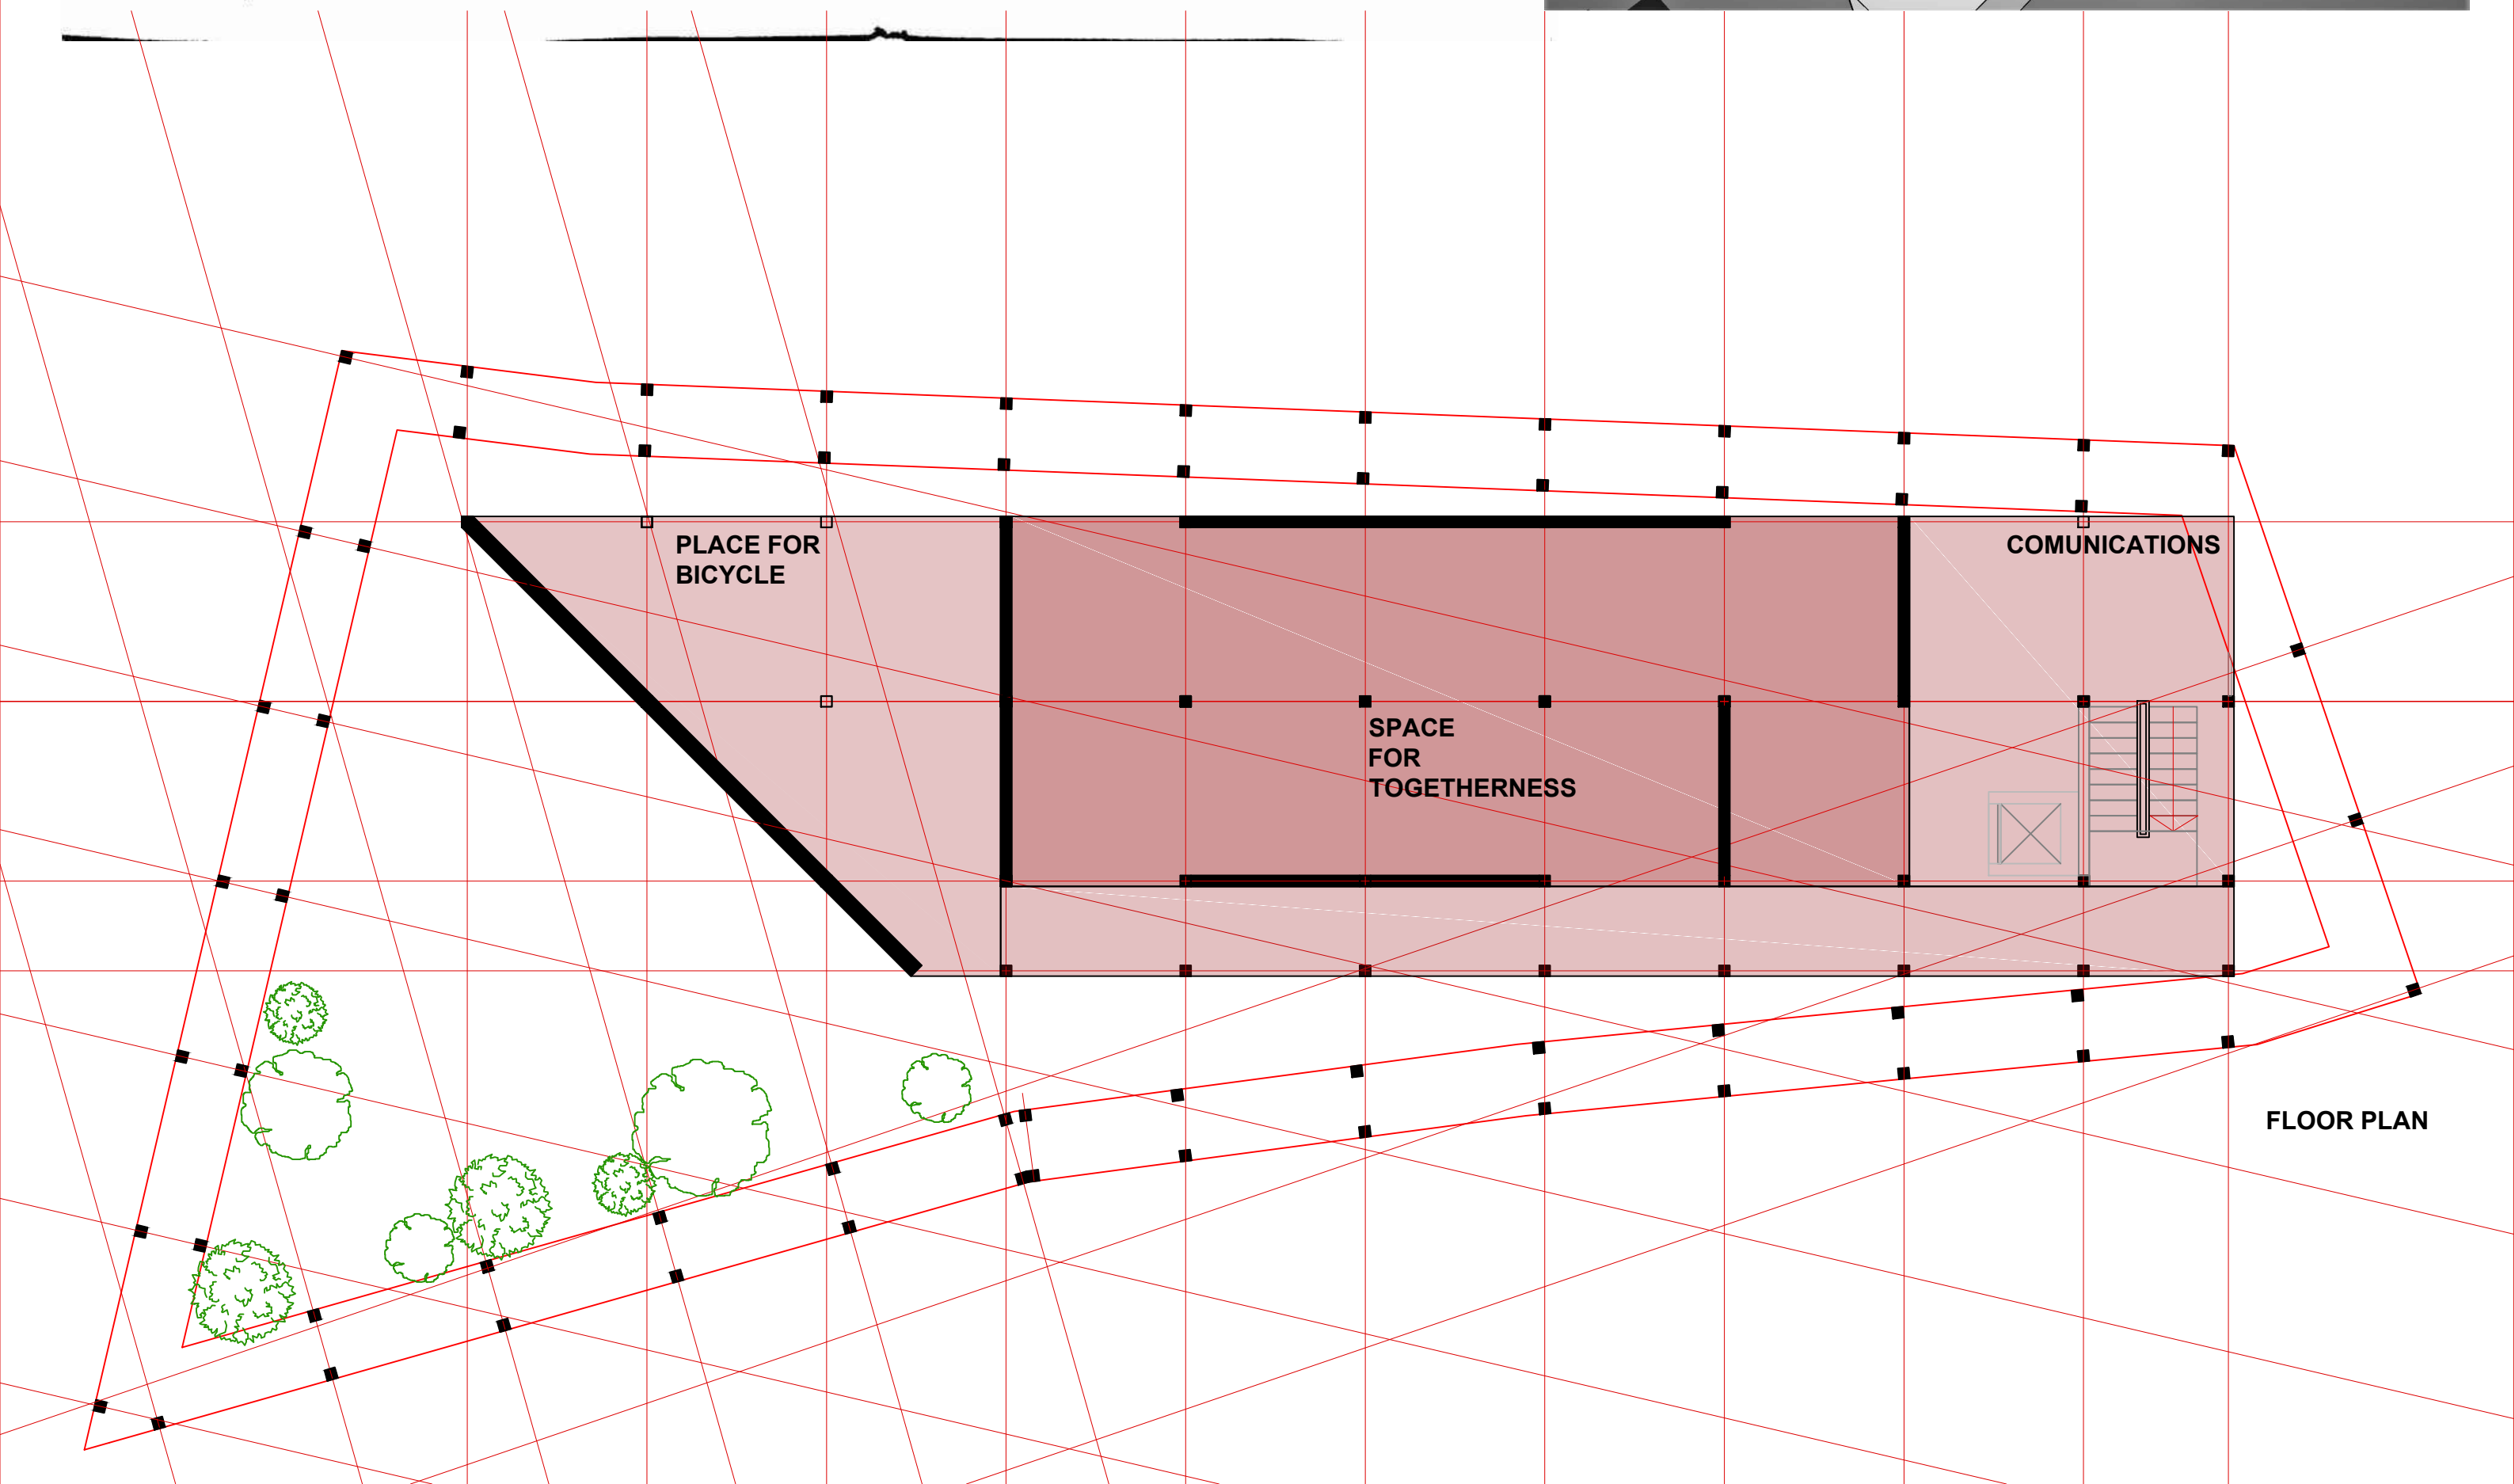 PLACE FOR
BICYCLE
COMUNICATIONS
SPACE
FOR
TOGETHERNESS
FLOOR PLAN